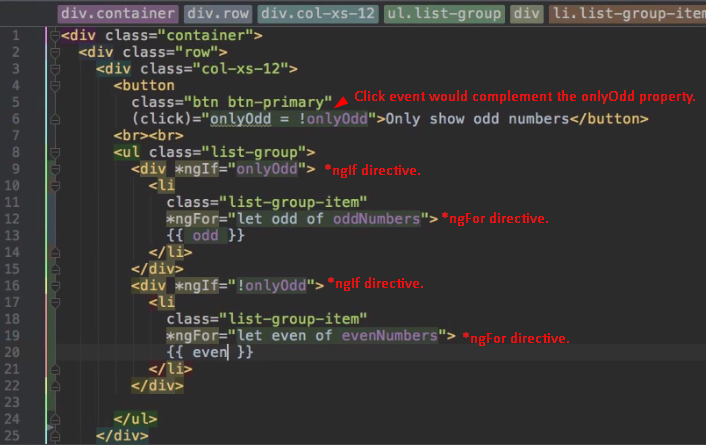 div.container div.row div.col-xs-12 ul.list-group div li.list-group-item
1 <div class="container">
2 <div class="row">
3 <div class="col-xs-12">
4 <button
5 class="btn btn-primary" Click event would complement the onlyOdd property.
6 (click)="onlyOdd = !onlyOdd">Only show odd numbers</button>
7 <br><br>
8 <ul class="list-group">
9 <div *ngIf="onlyOdd"> *ngIf directive.
10 <li
11 class="list-group-item"
12 *ngFor="let odd of oddNumbers"> *ngFor directive.
13 {{ odd }}
14 </li>
15 </div>
16 <div *ngIf="!onlyOdd"> *ngIf directive.
17 <li
18 class="list-group-item"
19 *ngFor="let even of evenNumbers"> *ngFor directive.
20 {{ even }}
21 </li>
22 </div>
23
24 </ul>
25 </div>